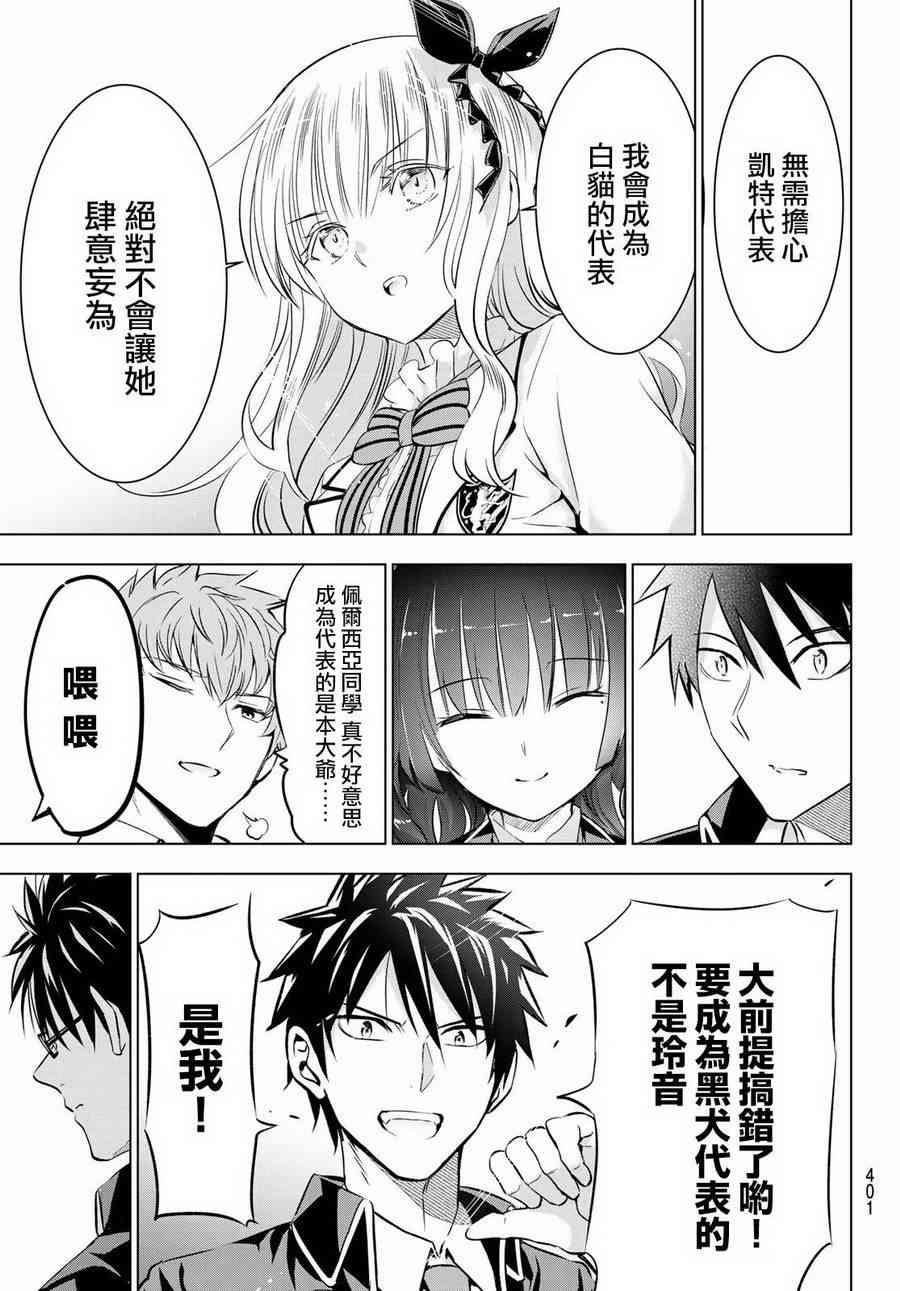 無需擔心
凱特代表
我會成為
白貓的代表
絕對不會讓她
肆意妄為
佩爾西亞同學 真不好意思
成為代表的是本大爺……
喂喂
大前提搞錯了喲！
要成為黑犬代表的
不是玲音
是我！
401